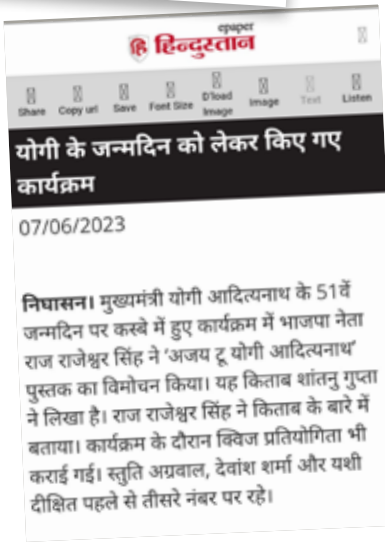 epaper
हि हिन्दुस्तान
Share Copy url Save Font Size D'load Image Image Text Listen
योगी के जन्मदिन को लेकर किए गए
कार्यक्रम
07/06/2023
निघासन। मुख्यमंत्री योगी आदित्यनाथ के 51वें
जन्मदिन पर कस्बे में हुए कार्यक्रम में भाजपा नेता
राज राजेश्वर सिंह ने ‘अजय टू योगी आदित्यनाथ’
पुस्तक का विमोचन किया। यह किताब शांतनु गुप्ता
ने लिखा है। राज राजेश्वर सिंह ने किताब के बारे में
बताया। कार्यक्रम के दौरान क्विज प्रतियोगिता भी
कराई गई। स्तुति अग्रवाल, देवांश शर्मा और यशी
दीक्षित पहले से तीसरे नंबर पर रहे।